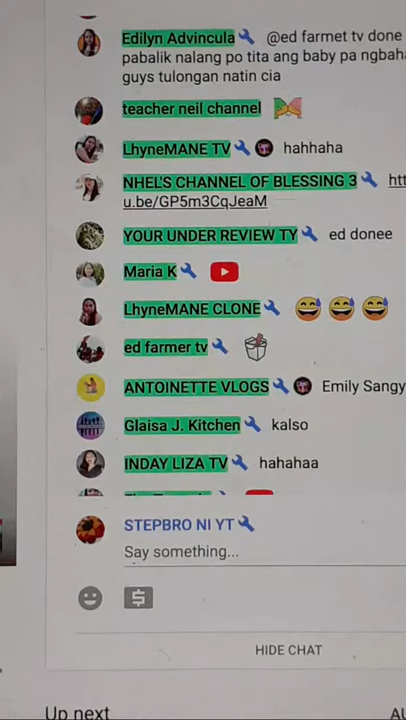 Edilyn Advincula @ed farmet tv done
pabalik nalang po tita ang baby pa ngbaha
guys tulongan natin cia
teacher neil channel
LhyneMANE TV hahhaha
NHEL'S CHANNEL OF BLESSING 3 htt
u.be/GP5m3CqJeaM
YOUR UNDER REVIEW TY ed donee
Maria K
LhyneMANE CLONE
ed farmer tv
ANTOINETTE VLOGS Emily Sangy
Glaisa J. Kitchen kalso
INDAY LIZA TV hahahaa
STEPBRO NI YT
Say something...
HIDE CHAT
Up next